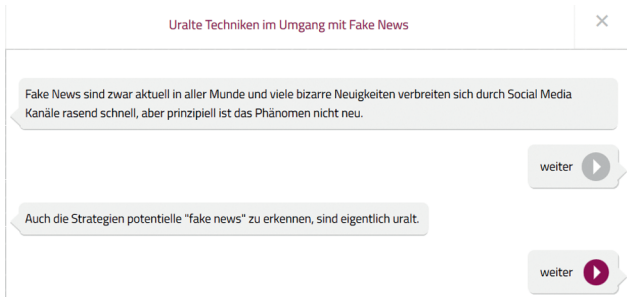 Uralte Techniken im Umgang mit Fake News
Fake News sind zwar aktuell in aller Munde und viele bizarre Neuigkeiten verbreiten sich durch Social Media
Kanäle rasend schnell, aber prinzipiell ist das Phänomen nicht neu.
weiter
Auch die Strategien potentielle "fake news" zu erkennen, sind eigentlich uralt.
weiter